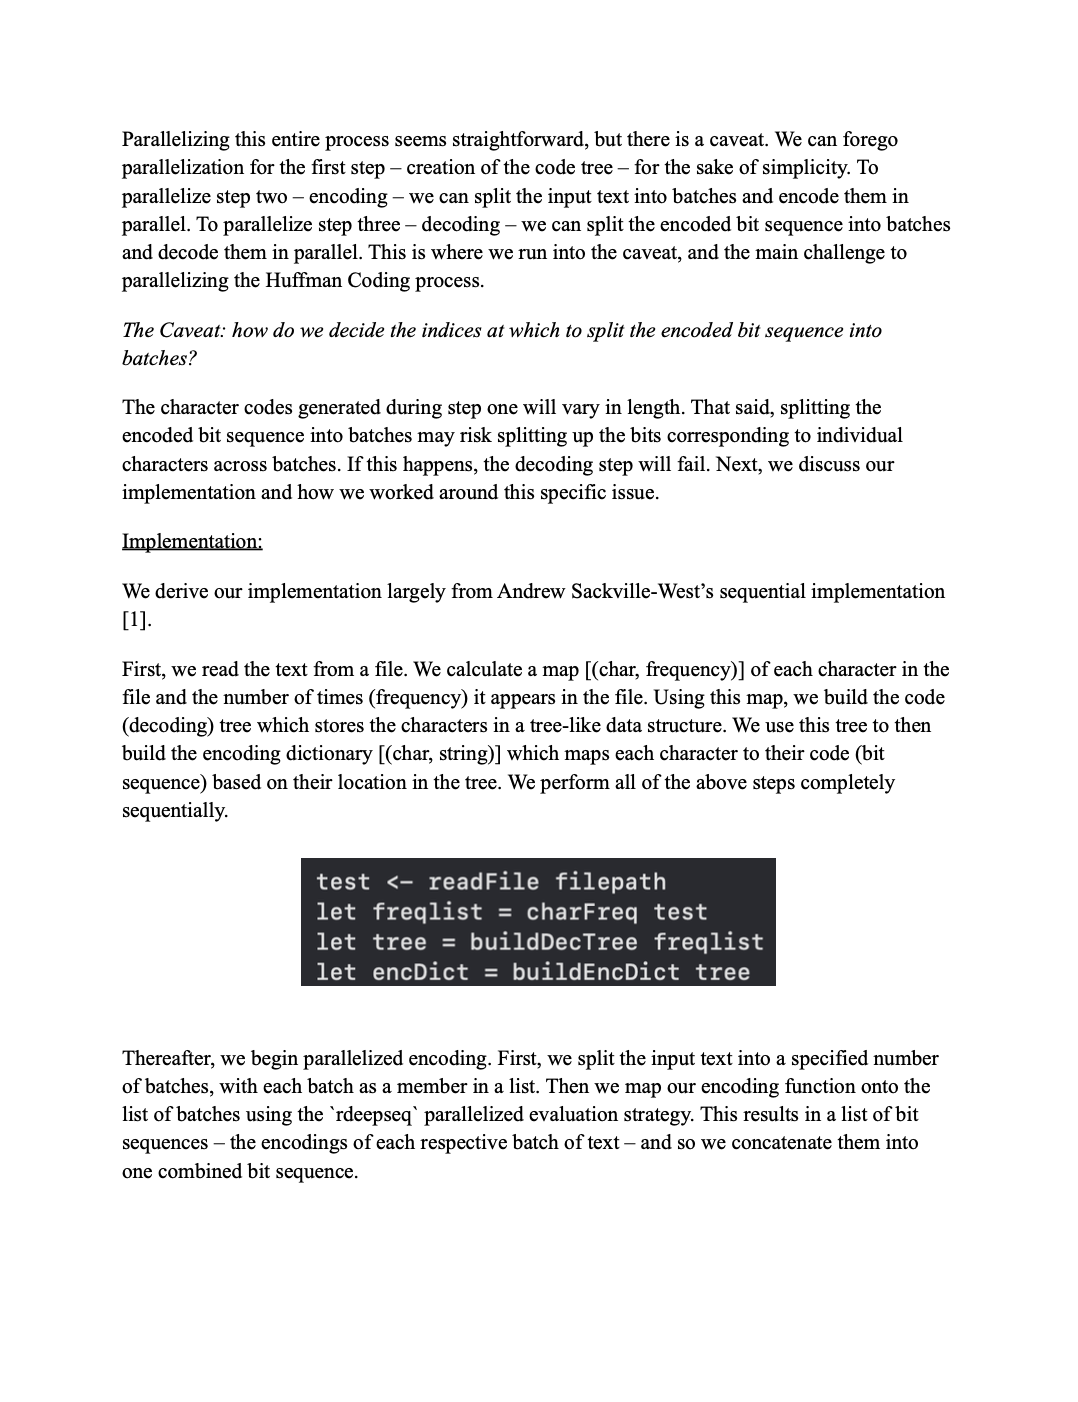 Parallelizing this entire process seems straightforward, but there is a caveat. We can forego
parallelization for the first step – creation of the code tree – for the sake of simplicity. To
parallelize step two – encoding – we can split the input text into batches and encode them in
parallel. To parallelize step three – decoding – we can split the encoded bit sequence into batches
and decode them in parallel. This is where we run into the caveat, and the main challenge to
parallelizing the Huffman Coding process.
The Caveat: how do we decide the indices at which to split the encoded bit sequence into
batches?
The character codes generated during step one will vary in length. That said, splitting the
encoded bit sequence into batches may risk splitting up the bits corresponding to individual
characters across batches. If this happens, the decoding step will fail. Next, we discuss our
implementation and how we worked around this specific issue.
Implementation:
We derive our implementation largely from Andrew Sackville-West’s sequential implementation
[1].
First, we read the text from a file. We calculate a map [(char, frequency)] of each character in the
file and the number of times (frequency) it appears in the file. Using this map, we build the code
(decoding) tree which stores the characters in a tree-like data structure. We use this tree to then
build the encoding dictionary [(char, string)] which maps each character to their code (bit
sequence) based on their location in the tree. We perform all of the above steps completely
sequentially.
test <- readFile filepath
let freqlist = charFreq test
let tree = buildDecTree freqlist
let encDict = buildEncDict tree
Thereafter, we begin parallelized encoding. First, we split the input text into a specified number
of batches, with each batch as a member in a list. Then we map our encoding function onto the
list of batches using the `rdeepseq` parallelized evaluation strategy. This results in a list of bit
sequences – the encodings of each respective batch of text – and so we concatenate them into
one combined bit sequence.